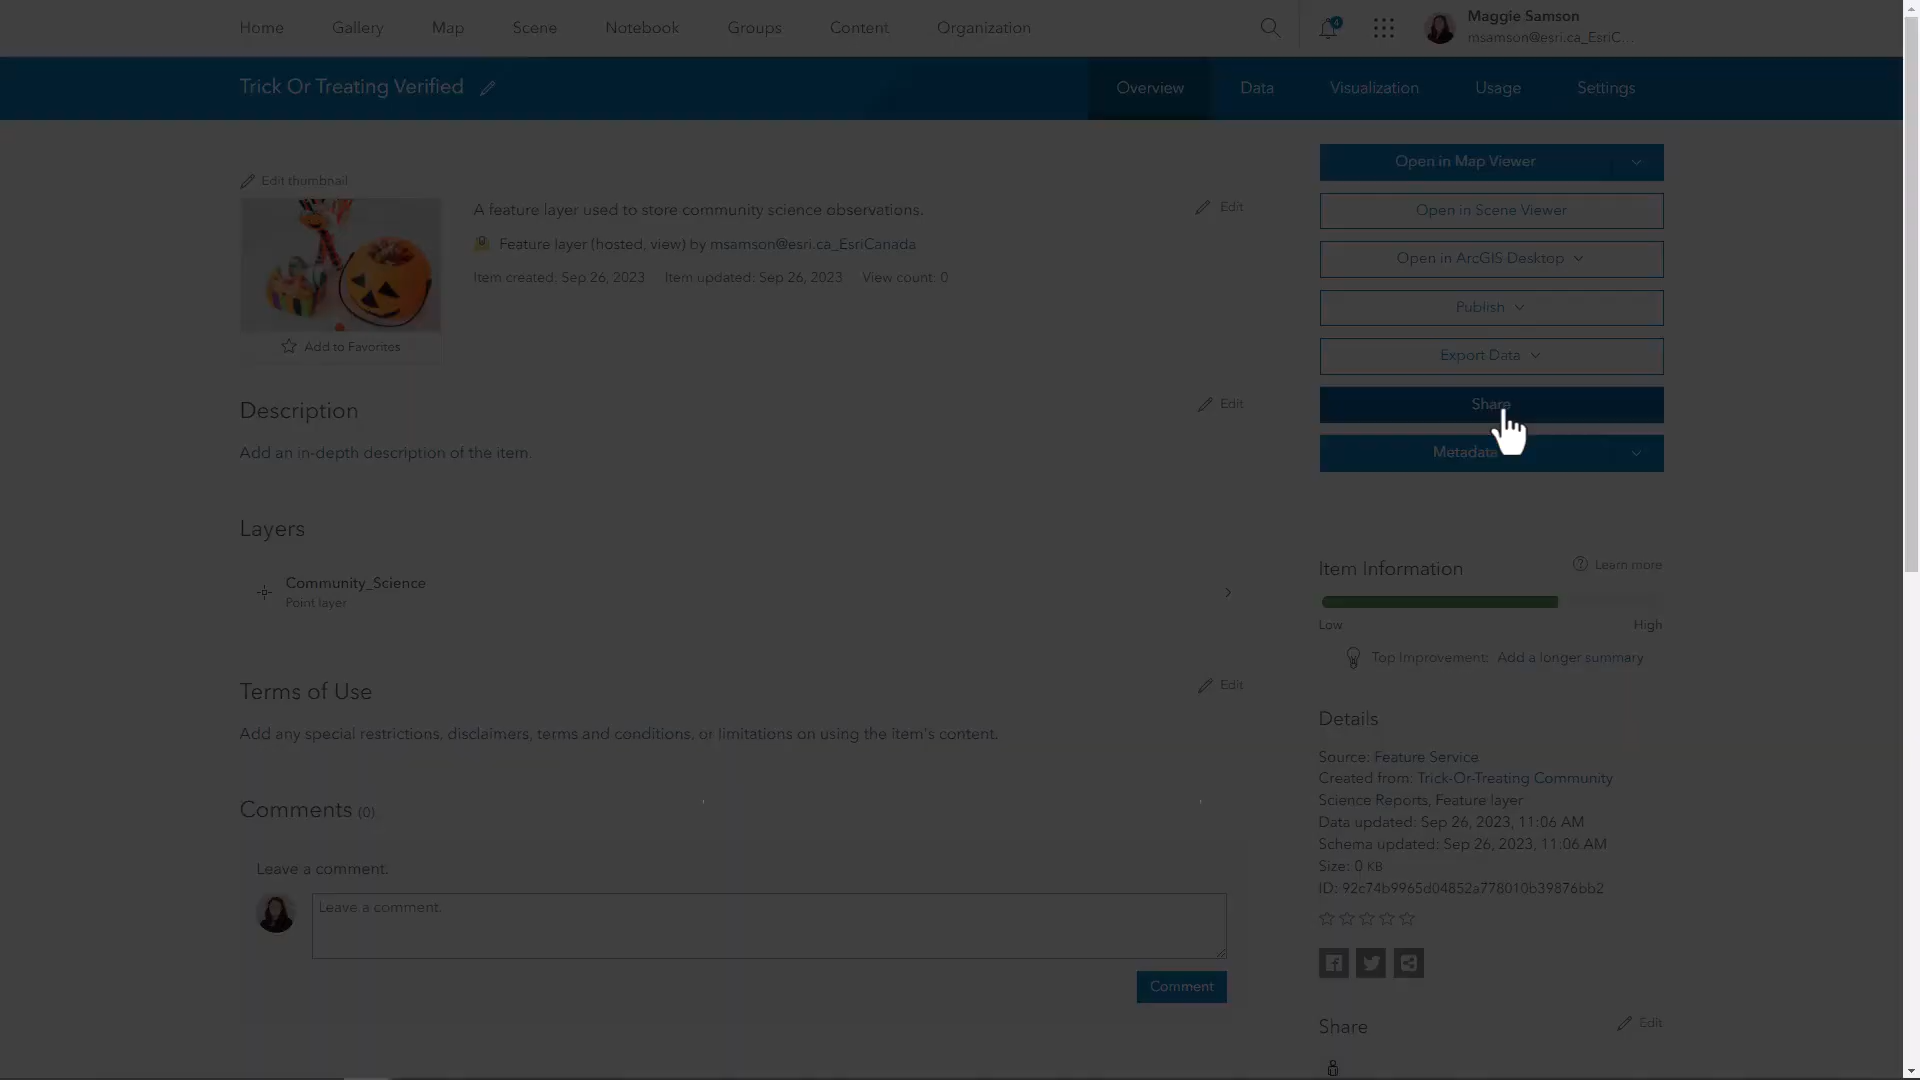 Home Gallery Map Scene Notebook Groups Content Organization
4
Maggie Samson
msamson@esri.ca_EsriC...
Trick Or Treating Verified
Overview Data Visualization Usage Settings
Edit thumbnail
Add to Favorites
A feature layer used to store community science observations.
Edit
Feature layer (hosted, view) by msamson@esri.ca_EsriCanada
Item created: Sep 26, 2023 Item updated: Sep 26, 2023 View count: 0
Open in Map Viewer
Open in Scene Viewer
Open in ArcGIS Desktop
Publish
Export Data
Share
Metadata
Description
Edit
Add an in-depth description of the item.
Layers
Community_Science
Point layer
Terms of Use
Edit
Add any special restrictions, disclaimers, terms and conditions, or limitations on using the item's content.
Comments (0)
Leave a comment.
Leave a comment.
Comment
Item Information
Learn more
Low High
Top Improvement: Add a longer summary
Details
Source: Feature Service
Created from: Trick-Or-Treating Community
Science Reports, Feature layer
Data updated: Sep 26, 2023, 11:06 AM
Schema updated: Sep 26, 2023, 11:06 AM
Size: 0 KB
ID: 92c74b9965d04852a778010b39876bb2
Share
Edit